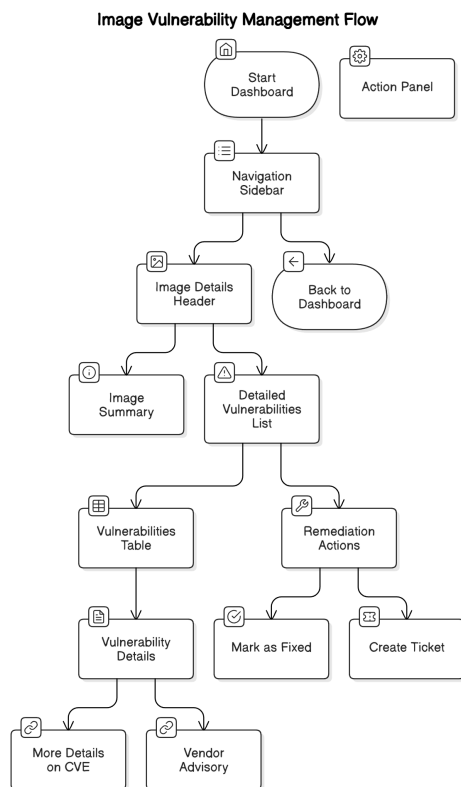 Image Vulnerability Management Flow
Start
Dashboard
Action Panel
Navigation
Sidebar
Image Details
Header
Back to
Dashboard
Image
Summary
Detailed
Vulnerabilities
List
Vulnerabilities
Table
Remediation
Actions
Vulnerability
Details
Mark as Fixed
Create Ticket
More Details
on CVE
Vendor
Advisory